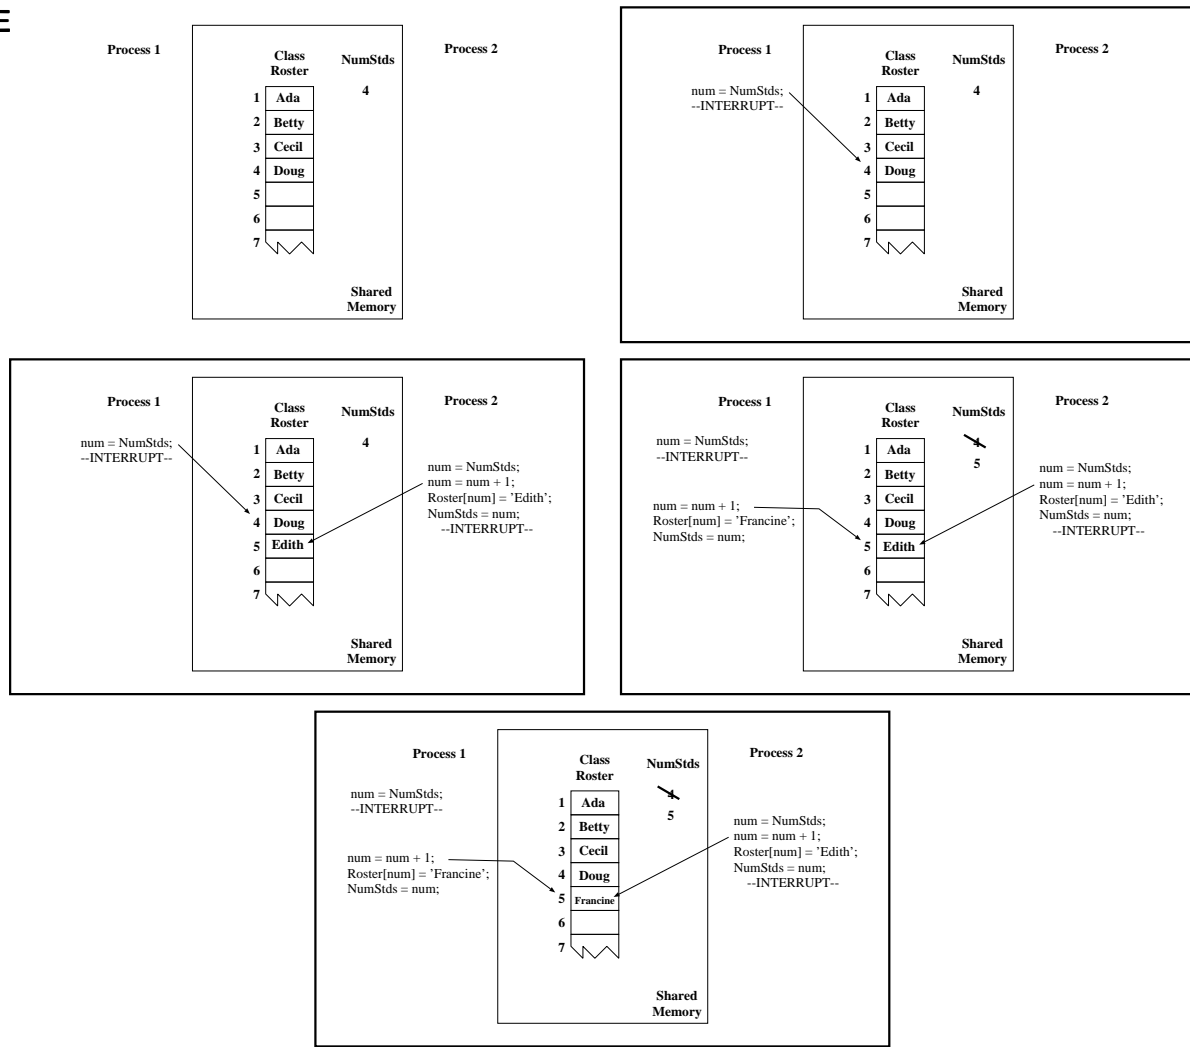 E
Process 1
Process 2
Class
Roster
NumStds
4
1 Ada
2 Betty
3 Cecil
4 Doug
5
6
7
Shared
Memory
Process 1
Class
Roster
NumStds
Process 2
num = NumStds;
--INTERRUPT--
4
1 Ada
2 Betty
3 Cecil
4 Doug
5
6
7
Shared
Memory
Process 1
Class
Roster
NumStds
Process 2
num = NumStds;
--INTERRUPT--
4
1 Ada
2 Betty
3 Cecil
4 Doug
5 Edith
6
7
num = NumStds;
num = num + 1;
Roster[num] = ’Edith’;
NumStds = num;
--INTERRUPT--
Shared
Memory
Process 1
Class
Roster
NumStds
Process 2
num = NumStds;
--INTERRUPT--
num = num + 1;
Roster[num] = ’Francine’;
NumStds = num;
4
5
1 Ada
2 Betty
3 Cecil
4 Doug
5 Edith
6
7
num = NumStds;
num = num + 1;
Roster[num] = ’Edith’;
NumStds = num;
--INTERRUPT--
Shared
Memory
Process 1
Class
Roster
NumStds
Process 2
num = NumStds;
--INTERRUPT--
num = num + 1;
Roster[num] = ’Francine’;
NumStds = num;
4
5
1 Ada
2 Betty
3 Cecil
4 Doug
5 Francine
6
7
num = NumStds;
num = num + 1;
Roster[num] = ’Edith’;
NumStds = num;
--INTERRUPT--
Shared
Memory